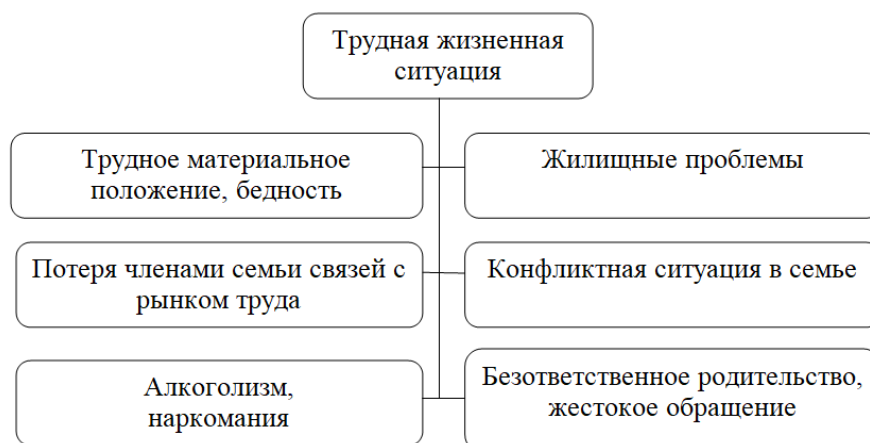 Трудная жизненная
ситуация
Трудное материальное
положение, бедность
Жилищные проблемы
Потеря членами семьи связей с
рынком труда
Конфликтная ситуация в семье
Алкоголизм,
наркомания
Безответственное родительство,
жестокое обращение